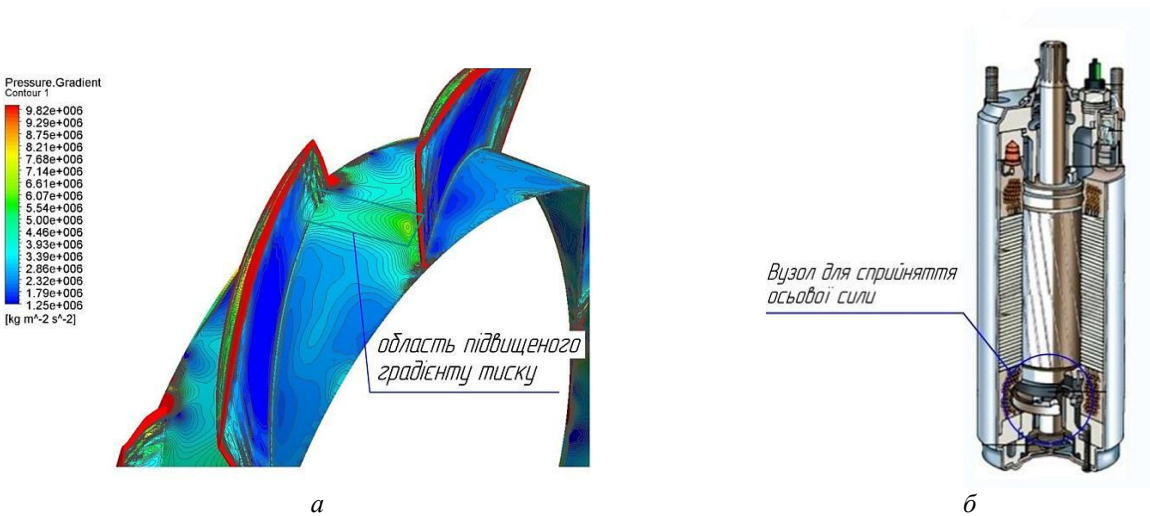 Pressure.Gradient
Contour 1
9.82e+006
9.29e+006
8.75e+006
8.21e+006
7.68e+006
7.14e+006
6.61e+006
6.07e+006
5.54e+006
5.00e+006
4.46e+006
3.93e+006
3.39e+006
2.86e+006
2.32e+006
1.79e+006
1.25e+006
[kg m^-2 s^-2]
область підвищеного
градієнту тиску
Вузол для сприйняття
осьової сили
а
б